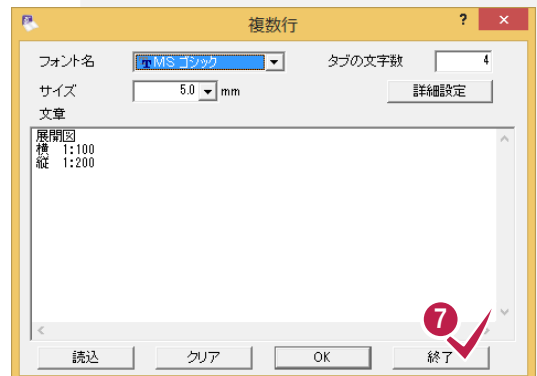 複数行
? ×
フォント名 MS ゴシック タブの文字数 4
サイズ 5.0 mm 詳細設定
文章
展開図
横 1:100
縦 1:200
7
読込 クリア OK 終了